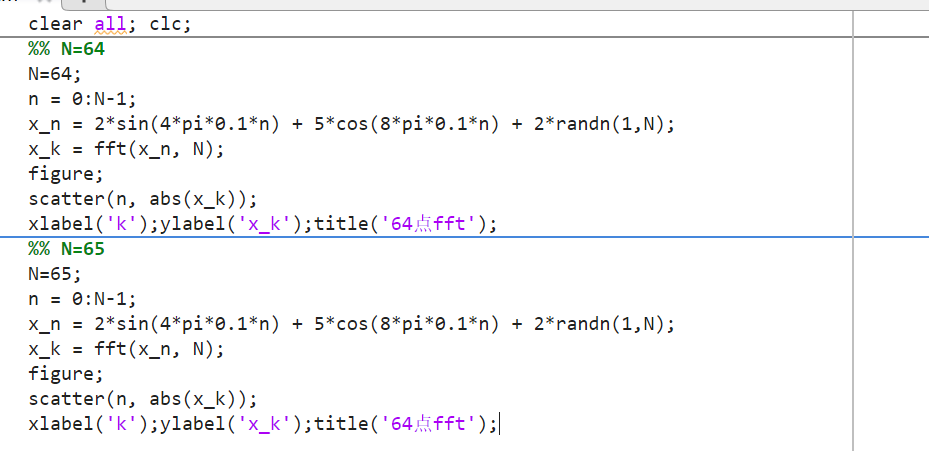 clear all; clc;
%% N=64
N=64;
n = 0:N-1;
x_n = 2*sin(4*pi*0.1*n) + 5*cos(8*pi*0.1*n) + 2*randn(1,N);
x_k = fft(x_n, N);
figure;
scatter(n, abs(x_k));
xlabel('k');ylabel('x_k');title('64点fft');
%% N=65
N=65;
n = 0:N-1;
x_n = 2*sin(4*pi*0.1*n) + 5*cos(8*pi*0.1*n) + 2*randn(1,N);
x_k = fft(x_n, N);
figure;
scatter(n, abs(x_k));
xlabel('k');ylabel('x_k');title('64点fft');